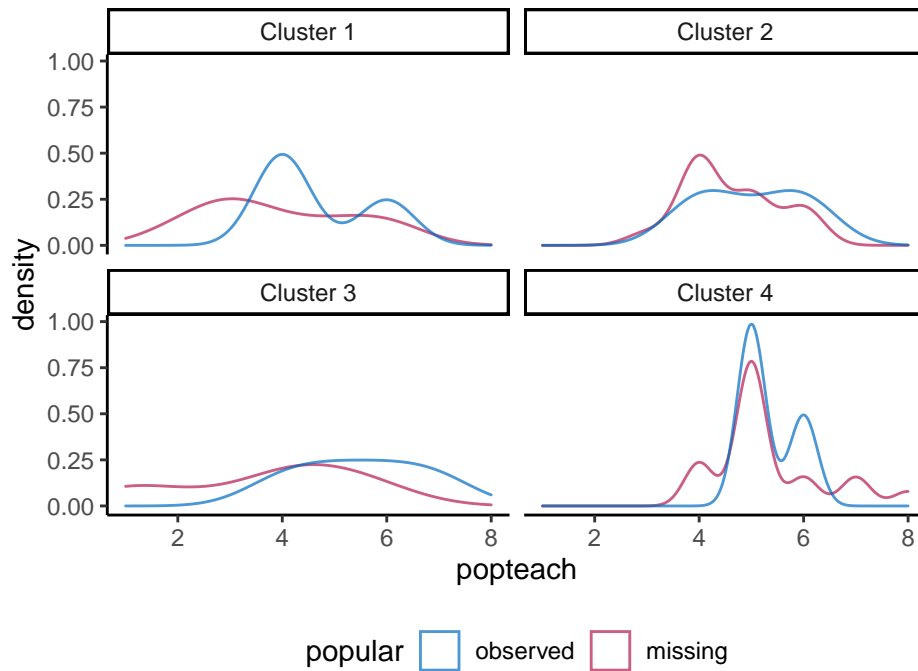 Cluster 1
Cluster 2
1.00
0.75
0.50
0.25
0.00
Cluster 3
Cluster 4
1.00
0.75
0.50
0.25
0.00
density
2 4 6 8
2 4 6 8
popteach
popular observed missing